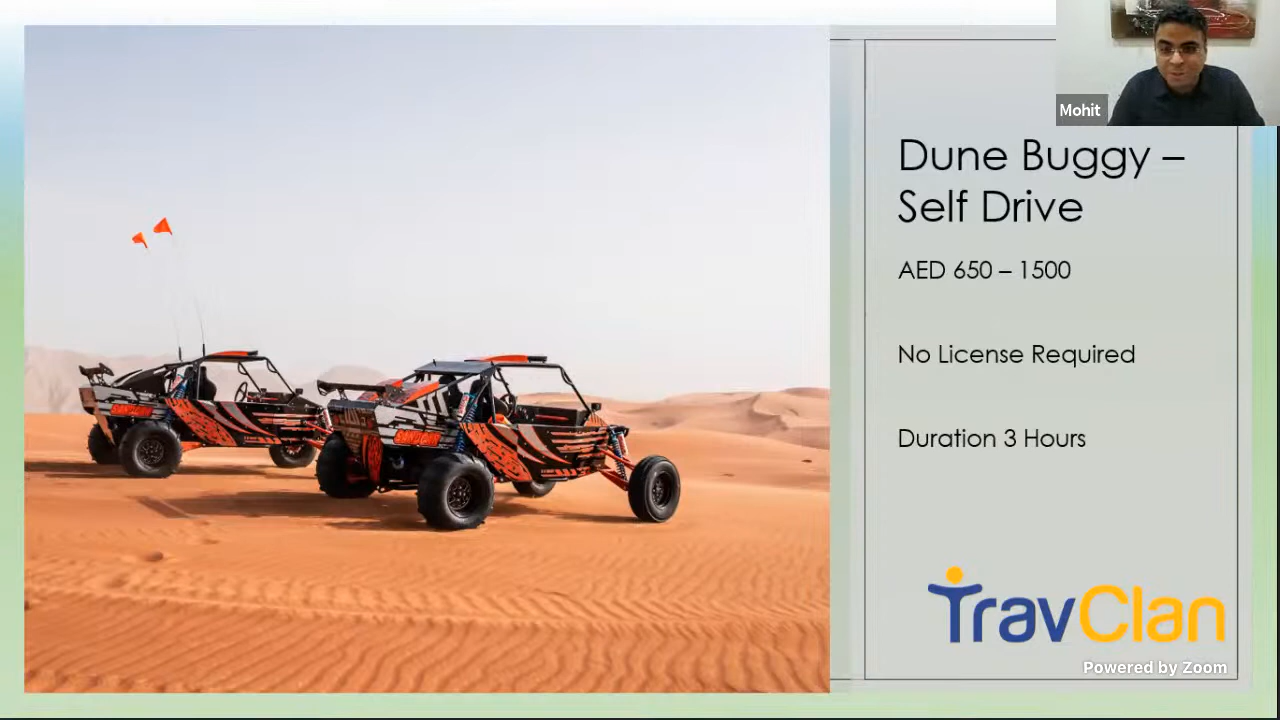 Mohit
Dune Buggy –
Self Drive
AED 650 – 1500
No License Required
Duration 3 Hours
TravClan
Powered by Zoom